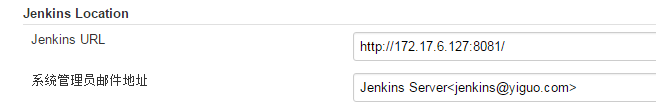 Jenkins Location
Jenkins URL
http://172.17.6.127:8081/
系统管理员邮件地址
Jenkins Server<jenkins@yiguo.com>